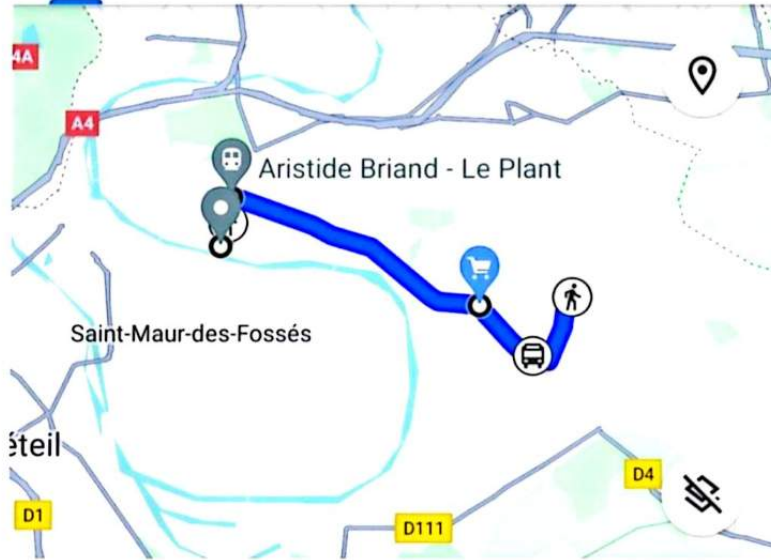 4A
A4
Aristide Briand - Le Plant
Saint-Maur-des-Fossés
éteil
D4
D1
D111